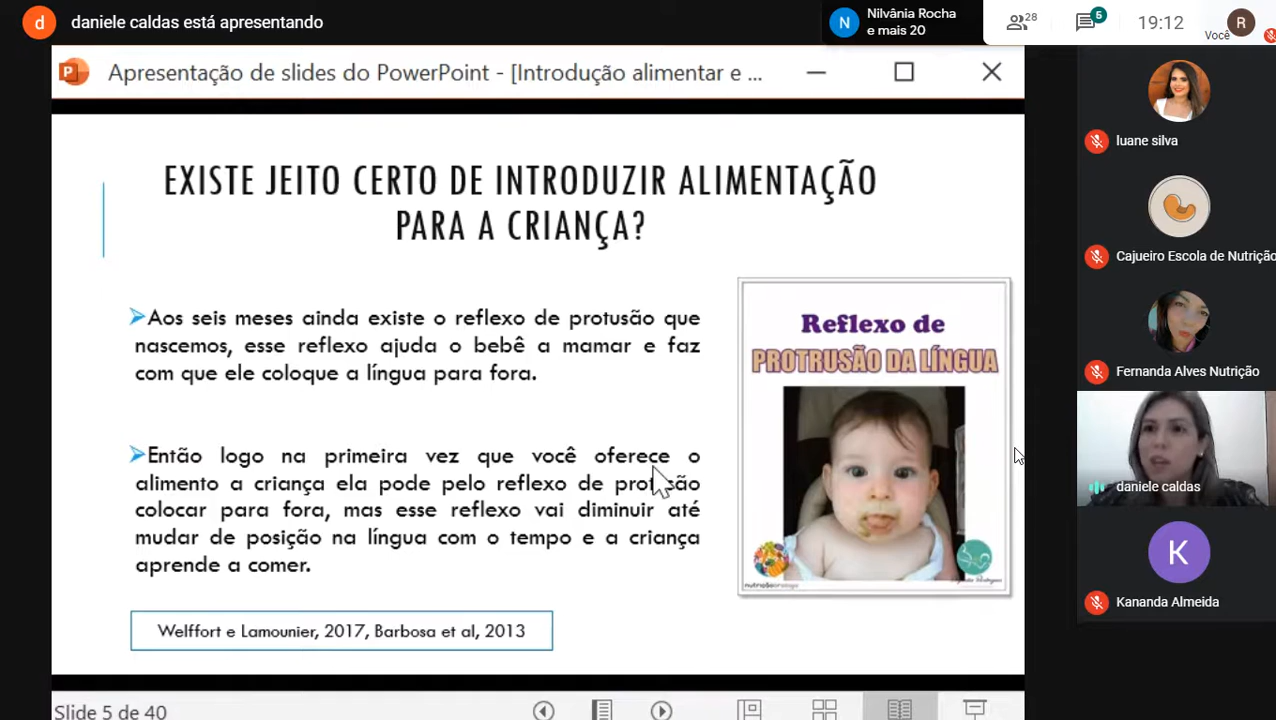 d
daniele caldas está apresentando
N
Nilvânia Rocha
e mais 20
28
5
19:12
Você
R
P
Apresentação de slides do PowerPoint - [Introdução alimentar e ...
EXISTE JEITO CERTO DE INTRODUZIR ALIMENTAÇÃO
PARA A CRIANÇA?
Aos seis meses ainda existe o reflexo de protusão que
nascemos, esse reflexo ajuda o bebê a mamar e faz
com que ele coloque a língua para fora.
Então logo na primeira vez que você oferece o
alimento a criança ela pode pelo reflexo de protusão
colocar para fora, mas esse reflexo vai diminuir até
mudar de posição na língua com o tempo e a criança
aprende a comer.
Welffort e Lamounier, 2017, Barbosa et al, 2013
Reflexo de
PROTRUSÃO DA LÍNGUA
Slide 5 de 40
luane silva
Cajueiro Escola de Nutrição
Fernanda Alves Nutrição
daniele caldas
K
Kananda Almeida